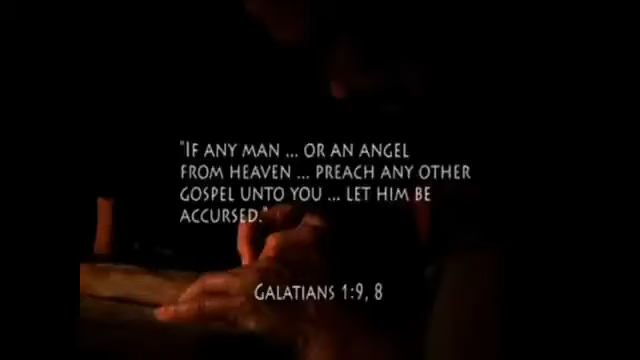 "IF ANY MAN ... OR AN ANGEL
FROM HEAVEN ... PREACH ANY OTHER
GOSPEL UNTO YOU ... LET HIM BE
ACCURSED."
GALATIANS 1:9, 8